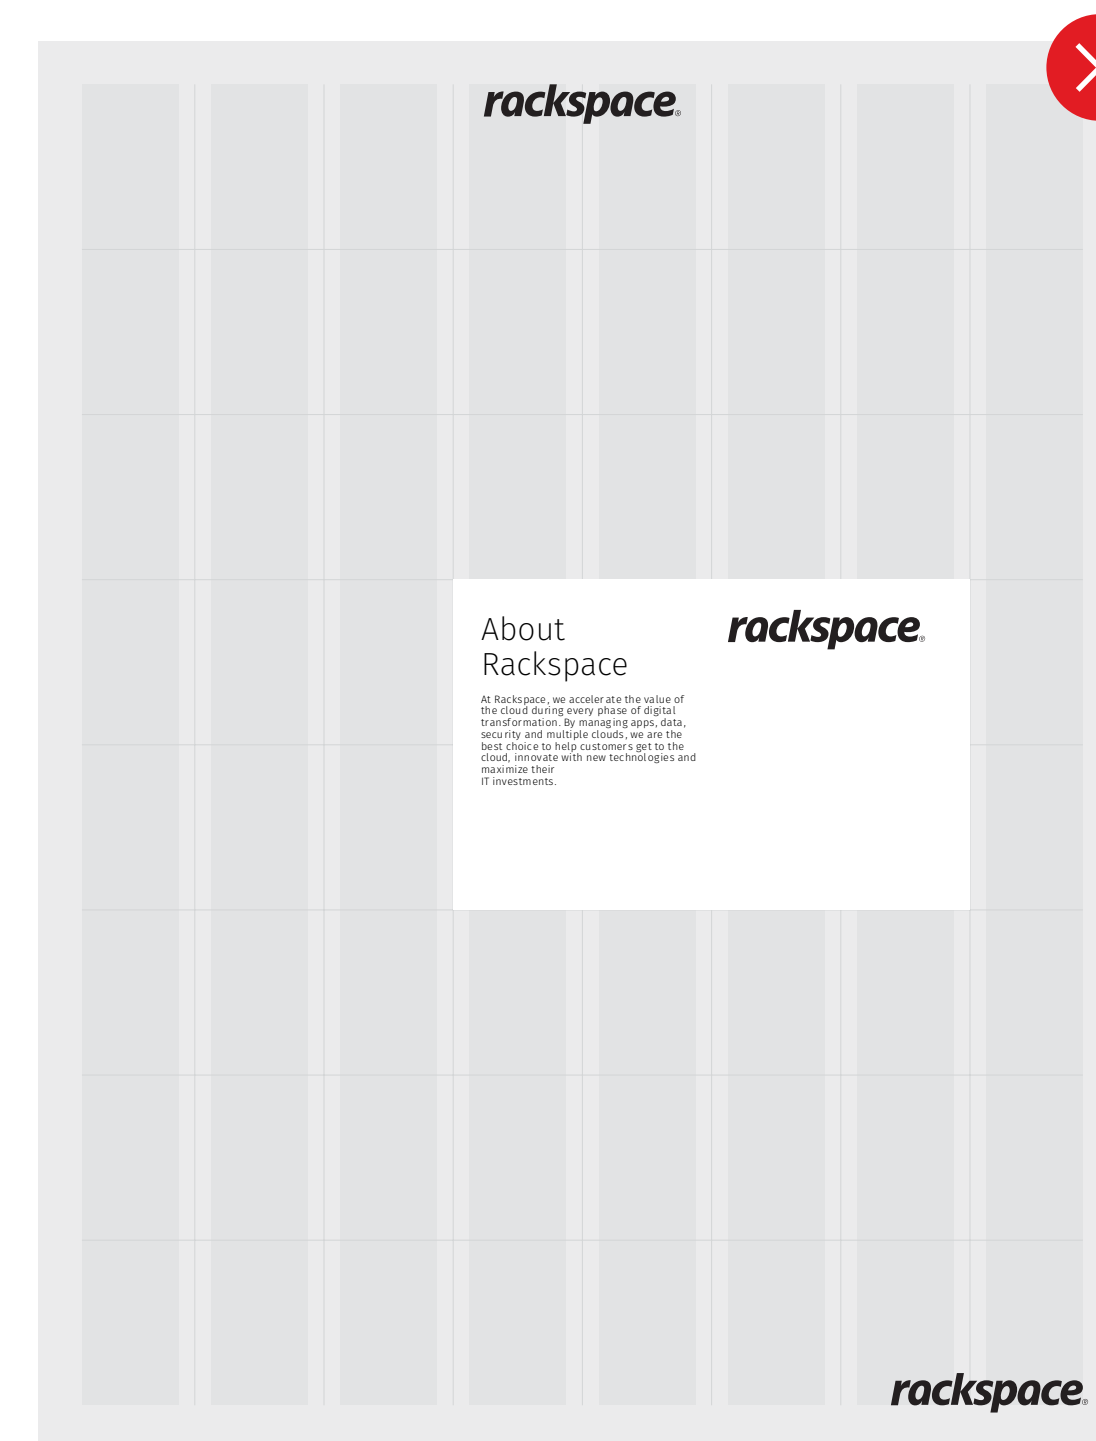 rackspace®
About
Rackspace
rackspace®
At Rackspace, we accelerate the value of
the cloud during every phase of digital
transformation. By managing apps, data,
security and multiple clouds, we are the
best choice to help customers get to the
cloud, innovate with new technologies and
maximize their
IT investments.
rackspace®